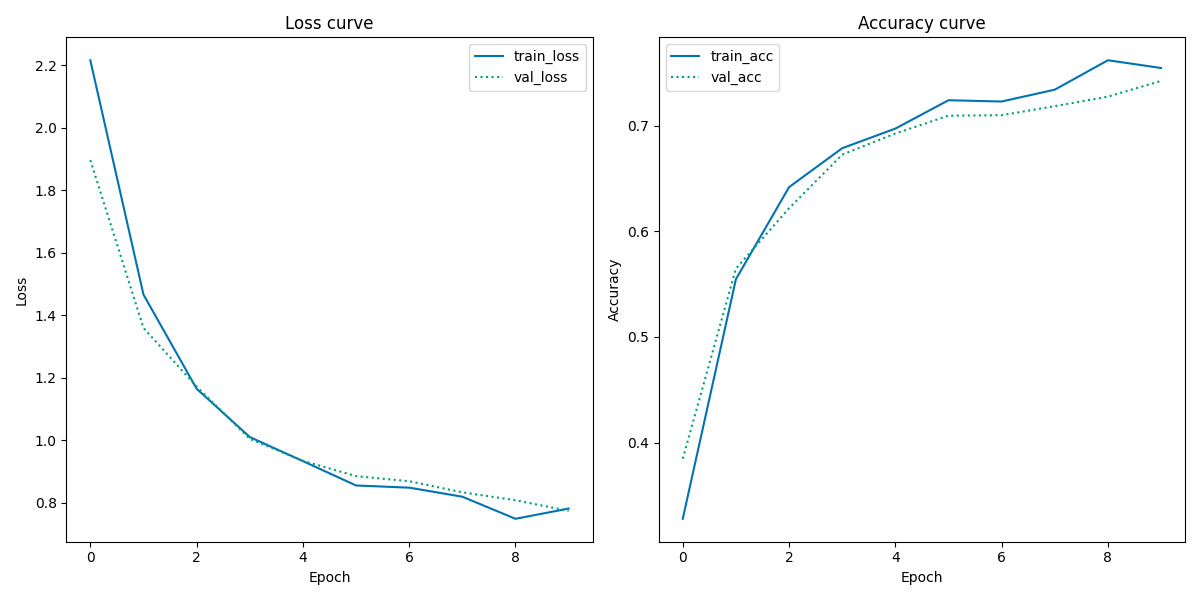 Loss curve
train_loss
val_loss
2.2
2.0
1.8
1.6
1.4
1.2
1.0
0.8
Loss
0 2 4 6 8
Epoch
Accuracy curve
train_acc
val_acc
0.7
0.6
0.5
0.4
Accuracy
0 2 4 6 8
Epoch